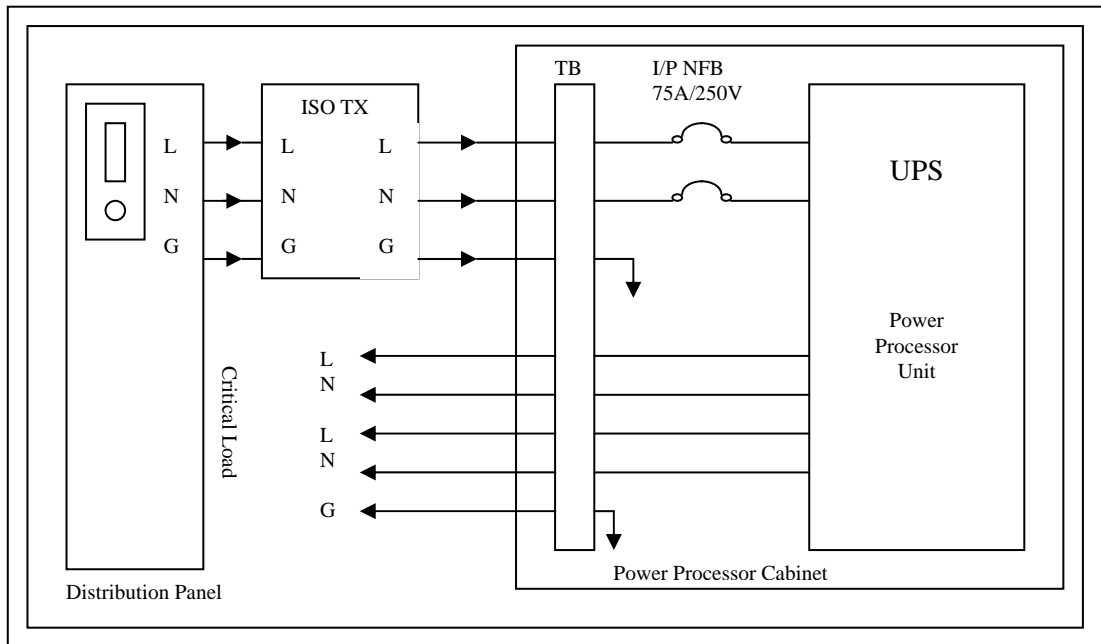 TB
I/P NFB
75A/250V
ISO TX
L
L
L
N
N
N
G
G
G
UPS
Power
Processor
Unit
L
N
L
N
G
Critical Load
Power Processor Cabinet
Distribution Panel